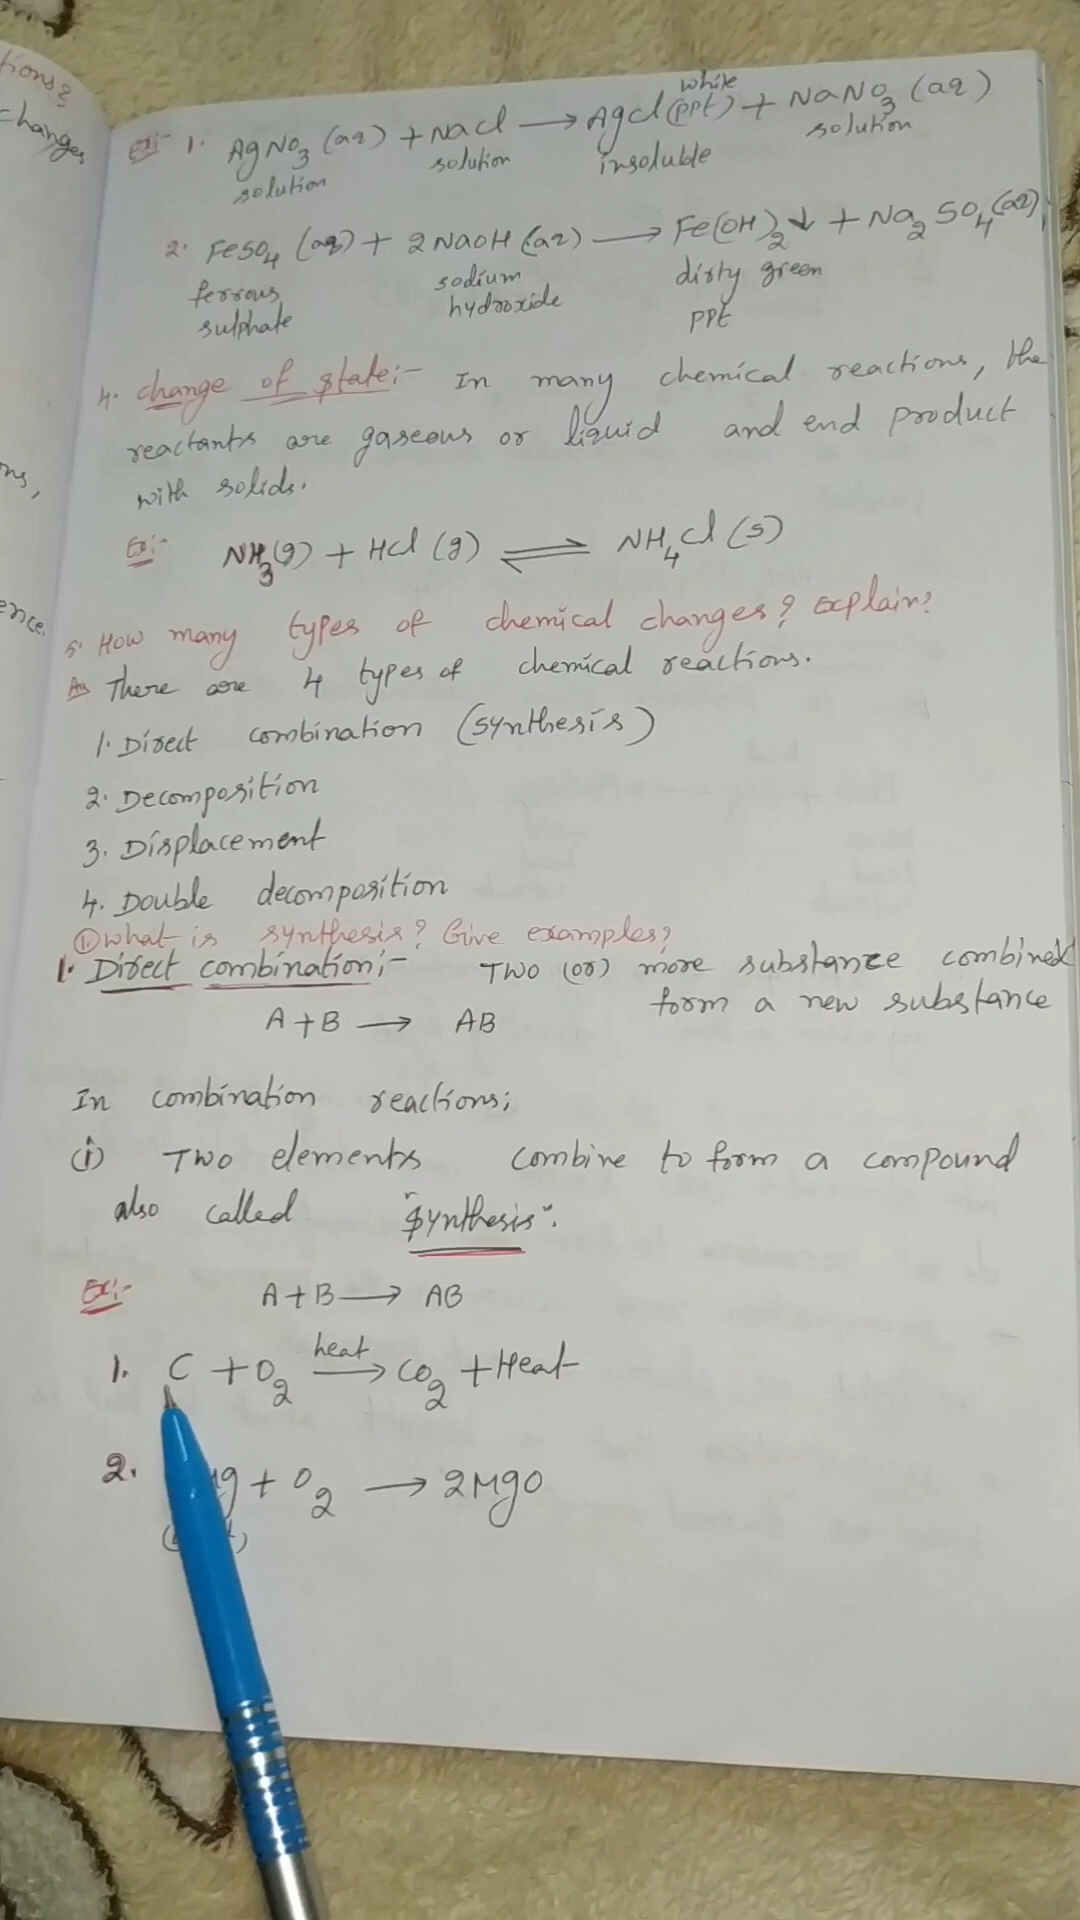 tions?
changes
ns,
ence.
Ex:- 1. AgNO3 (aq) + NaCl → AgCl (ppt) + NaNO3 (aq)
white
solution solution insoluble solution
2. FeSO4 (aq) + 2NaOH (aq) → Fe(OH)2↓ + Na2SO4 (aq)
ferrous sodium dirty green
sulphate hydroxide ppt
4. change of state:- In many chemical reactions, the
reactants are gaseous or liquid and end product
with solids.
Ex:- NH3(g) + HCl (g) ⇌ NH4Cl (s)
5. How many types of chemical changes? Explain?
As There are 4 types of chemical reactions.
1. Direct combination (synthesis)
2. Decomposition
3. Displacement
4. Double decomposition
① What is synthesis? Give examples?
1. Direct combination:- Two (or) more substance combined
form a new substance
A + B → AB
In combination reactions;
(i) Two elements combine to form a compound
also called "synthesis".
Ex:- A + B → AB
1. C + O2 heat → CO2 + Heat
2. + O2 → 2MgO